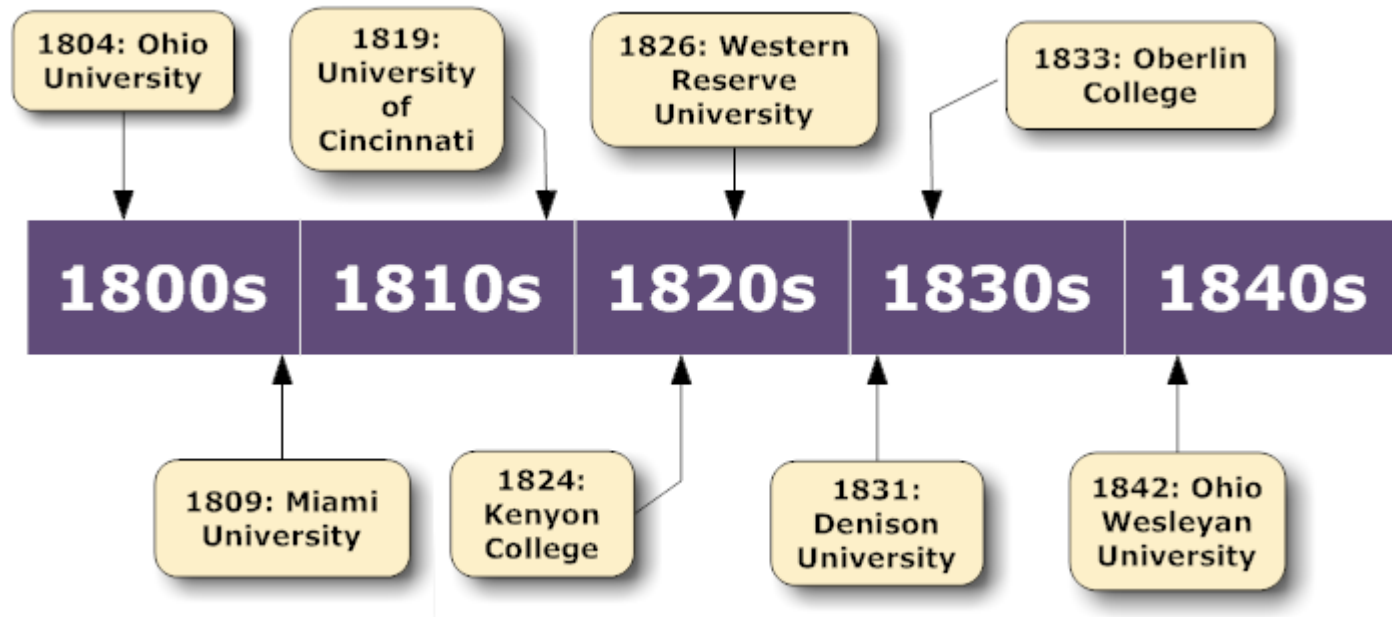 1804: Ohio
University
1819:
University
of
Cincinnati
1826: Western
Reserve
University
1833: Oberlin
College
1800s
1810s
1820s
1830s
1840s
1809: Miami
University
1824:
Kenyon
College
1831:
Denison
University
1842: Ohio
Wesleyan
University